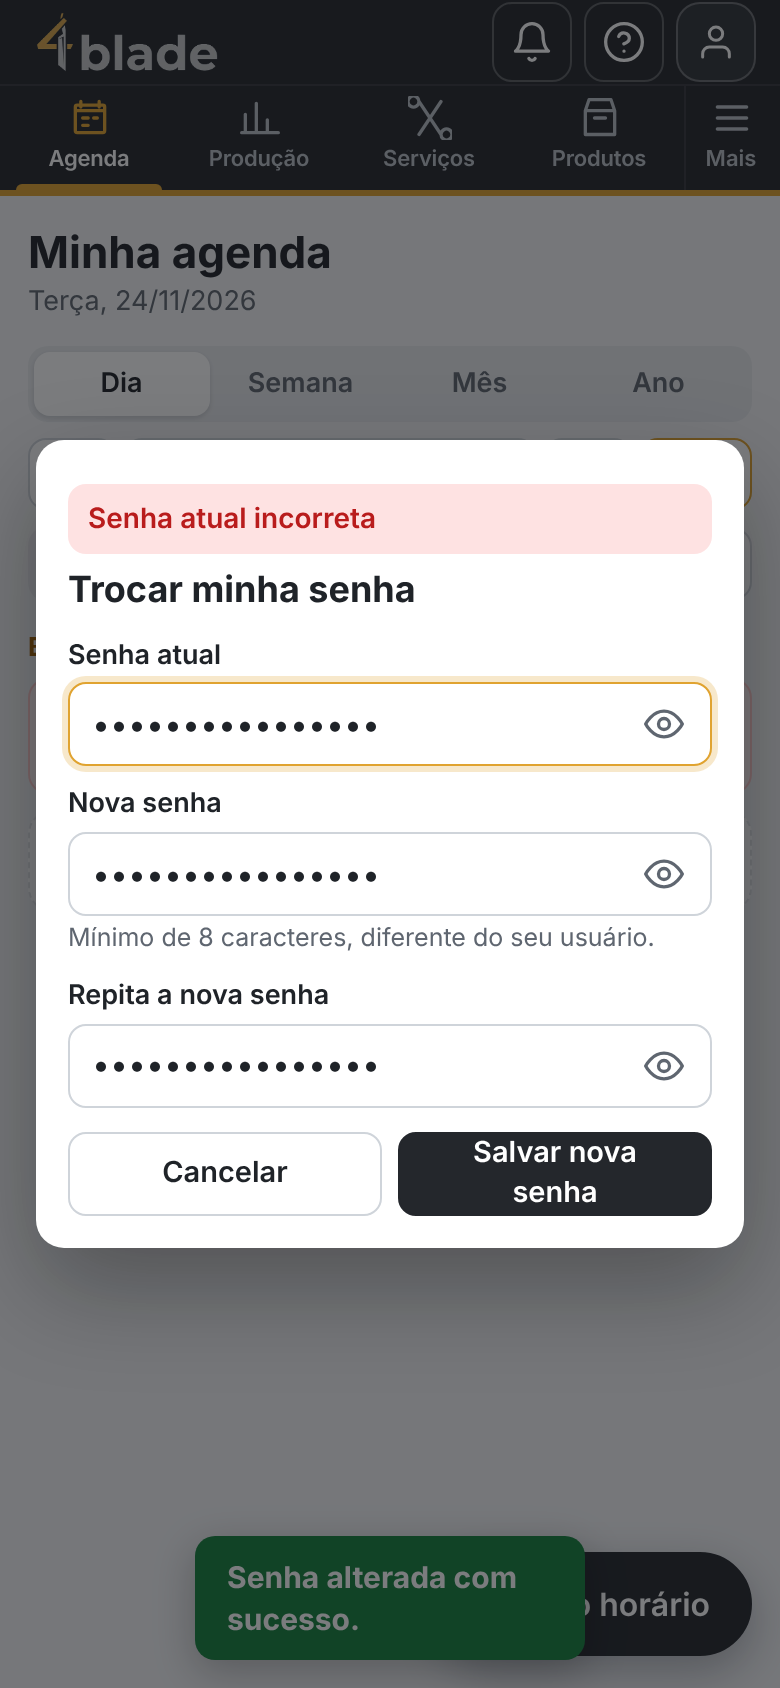 4blade
Agenda
Produção
Serviços
Produtos
Mais
Minha agenda
Terça, 24/11/2026
Dia
Semana
Mês
Ano
Senha atual incorreta
Trocar minha senha
Senha atual
••••••••••••••••
Nova senha
••••••••••••••••
Mínimo de 8 caracteres, diferente do seu usuário.
Repita a nova senha
••••••••••••••••
Cancelar
Salvar nova
senha
Senha alterada com
sucesso.
horário